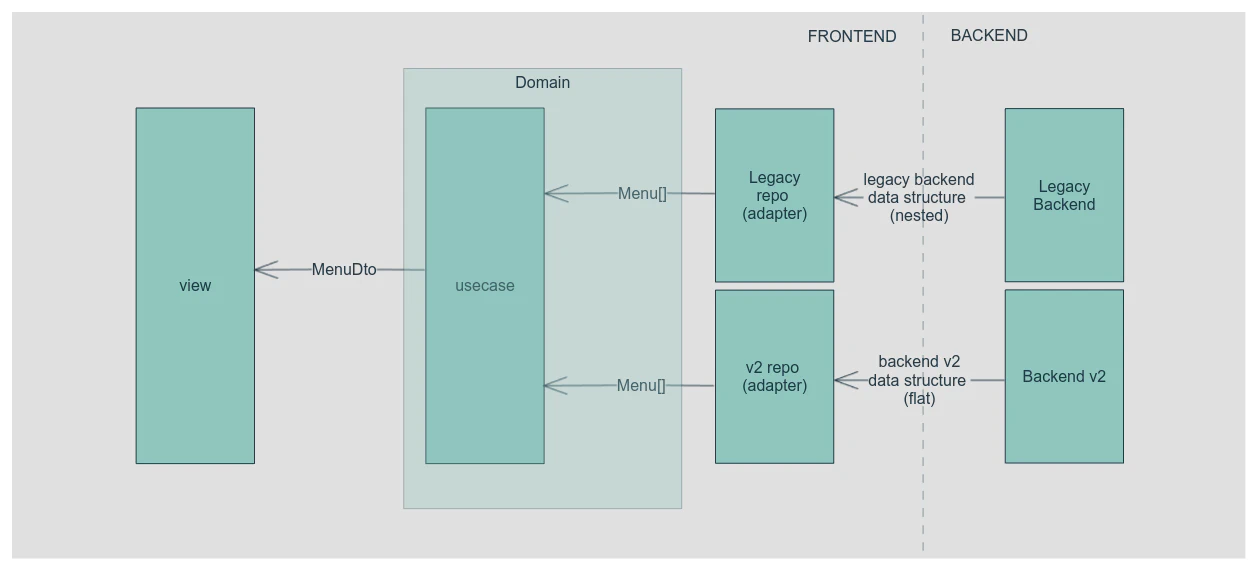 FRONTEND
BACKEND
Domain
view
MenuDto
usecase
Menu[]
Legacy
repo
(adapter)
legacy backend
data structure
(nested)
Legacy
Backend
Menu[]
v2 repo
(adapter)
backend v2
data structure
(flat)
Backend v2